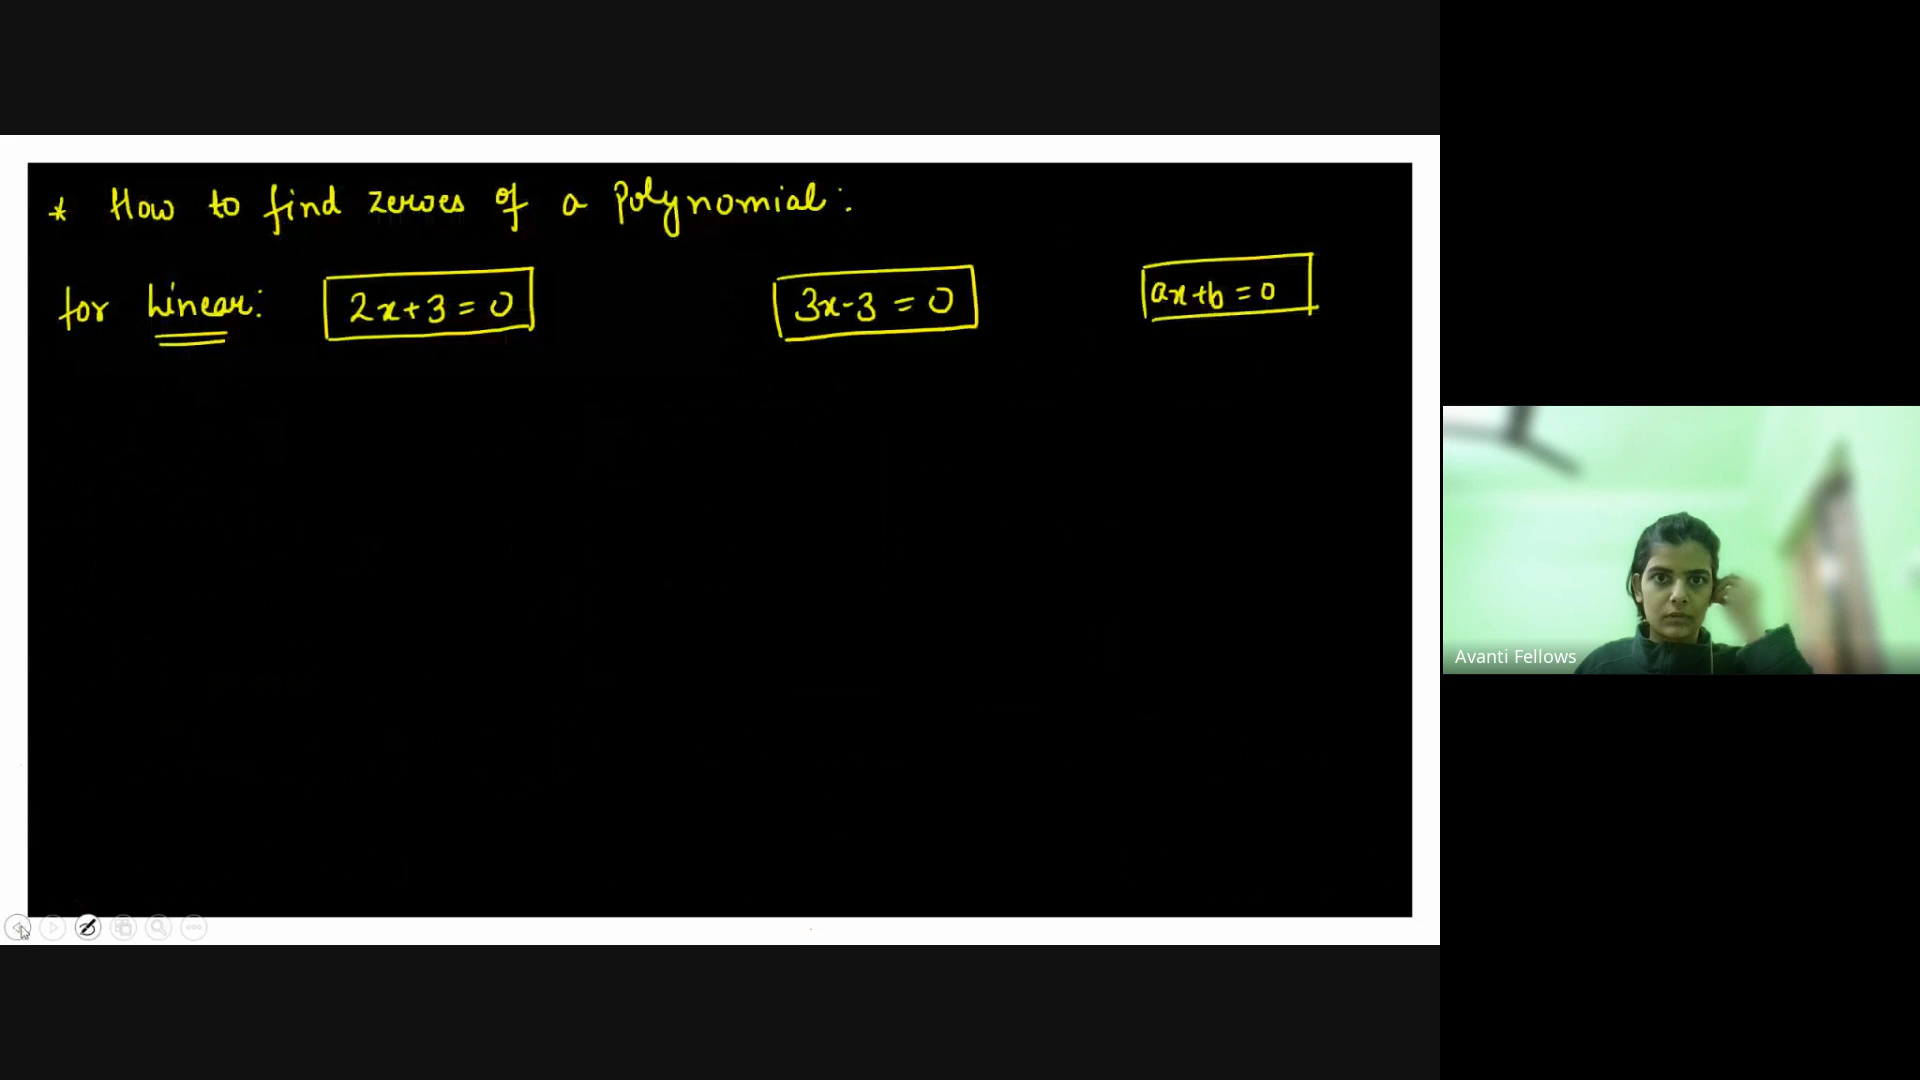 * How to find zeroes of a Polynomial:
for Linear: 2x+3=0 3x-3=0 ax+b=0
Avanti Fellows